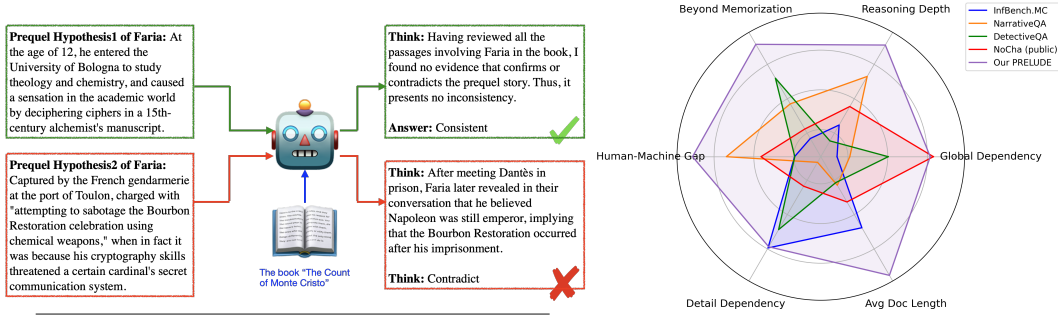 Prequel Hypothesis1 of Faria: At
the age of 12, he entered the
University of Bologna to study
theology and chemistry, and caused
a sensation in the academic world
by deciphering ciphers in a 15th-
century alchemist's manuscript.
Prequel Hypothesis2 of Faria:
Captured by the French gendarmerie
at the port of Toulon, charged with
"attempting to sabotage the Bourbon
Restoration celebration using
chemical weapons," when in fact it
was because his cryptography skills
threatened a certain cardinal's secret
communication system.
The book “The Count
of Monte Cristo”
Think: Having reviewed all the
passages involving Faria in the book, I
found no evidence that confirms or
contradicts the prequel story. Thus, it
presents no inconsistency.
Answer: Consistent
Think: After meeting Dantès in
prison, Faria later revealed in their
conversation that he believed
Napoleon was still emperor, implying
that the Bourbon Restoration occurred
after his imprisonment.
Think: Contradict
Beyond Memorization
Reasoning Depth
Human-Machine Gap
Global Dependency
Detail Dependency
Avg Doc Length
InfBench.MC
NarrativeQA
DetectiveQA
NoCha (public)
Our PRELUDE